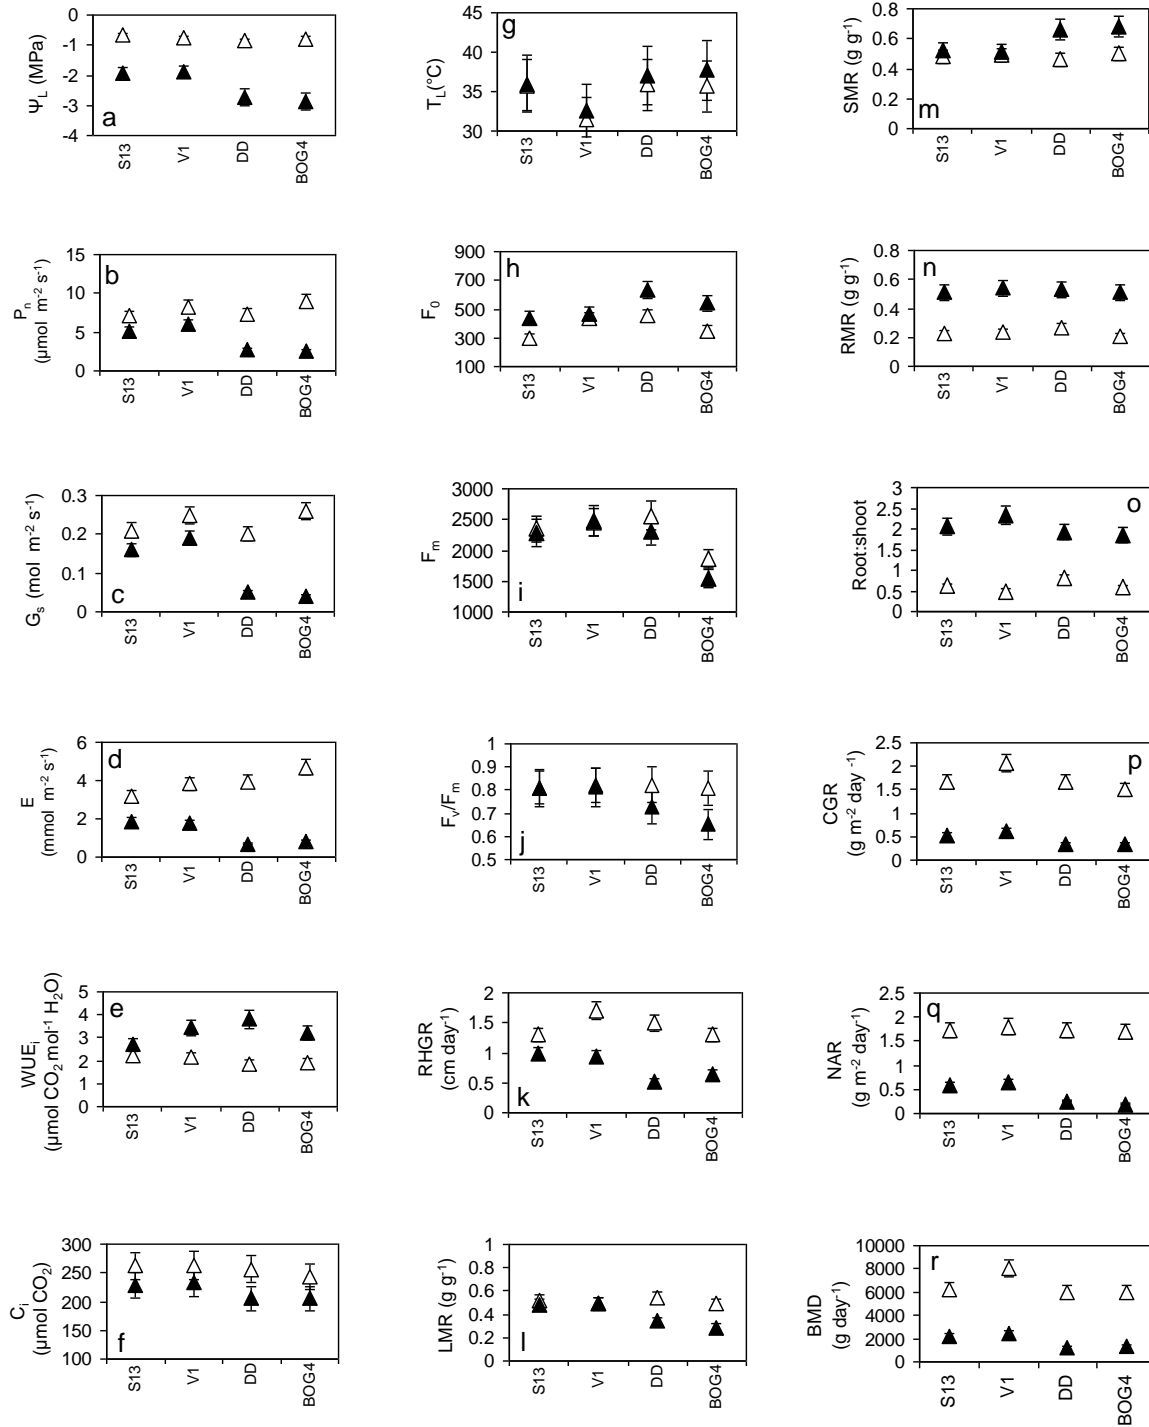 0
-1
-2
-3
-4
ΨL (MPa)
a
S13
V1
DD
BOG4
15
10
5
0
Pn
(µmol m-2 s-1)
b
S13
V1
DD
BOG4
0.3
0.2
0.1
0
Gs (mol m-2 s-1)
c
S13
V1
DD
BOG4
6
4
2
0
E
(mmol m-2 s-1)
d
S13
V1
DD
BOG4
5
4
3
2
1
0
WUEi
(µmol CO2 mol-1 H2O)
e
S13
V1
DD
BOG4
300
250
200
150
100
Ci
(µmol CO2)
f
S13
V1
DD
BOG4
45
40
35
30
TL(°C)
g
S13
V1
DD
BOG4
900
700
500
300
100
F0
h
S13
V1
DD
BOG4
3000
2500
2000
1500
1000
Fm
i
S13
V1
DD
BOG4
1
0.9
0.8
0.7
0.6
0.5
Fv/Fm
j
S13
V1
DD
BOG4
2
1.5
1
0.5
0
RHGR
(cm day-1)
k
S13
V1
DD
BOG4
1
0.8
0.6
0.4
0.2
0
LMR (g g-1)
l
S13
V1
DD
BOG4
0.8
0.6
0.4
0.2
0
SMR (g g-1)
m
S13
V1
DD
BOG4
0.8
0.6
0.4
0.2
0
RMR (g g-1)
n
S13
V1
DD
BOG4
3
2.5
2
1.5
1
0.5
0
Root:shoot
o
S13
V1
DD
BOG4
2.5
2
1.5
1
0.5
0
CGR
(g m-2 day -1)
p
S13
V1
DD
BOG4
2.5
2
1.5
1
0.5
0
NAR
(g m-2 day-1)
q
S13
V1
DD
BOG4
10000
8000
6000
4000
2000
0
BMD
(g day-1)
r
S13
V1
DD
BOG4